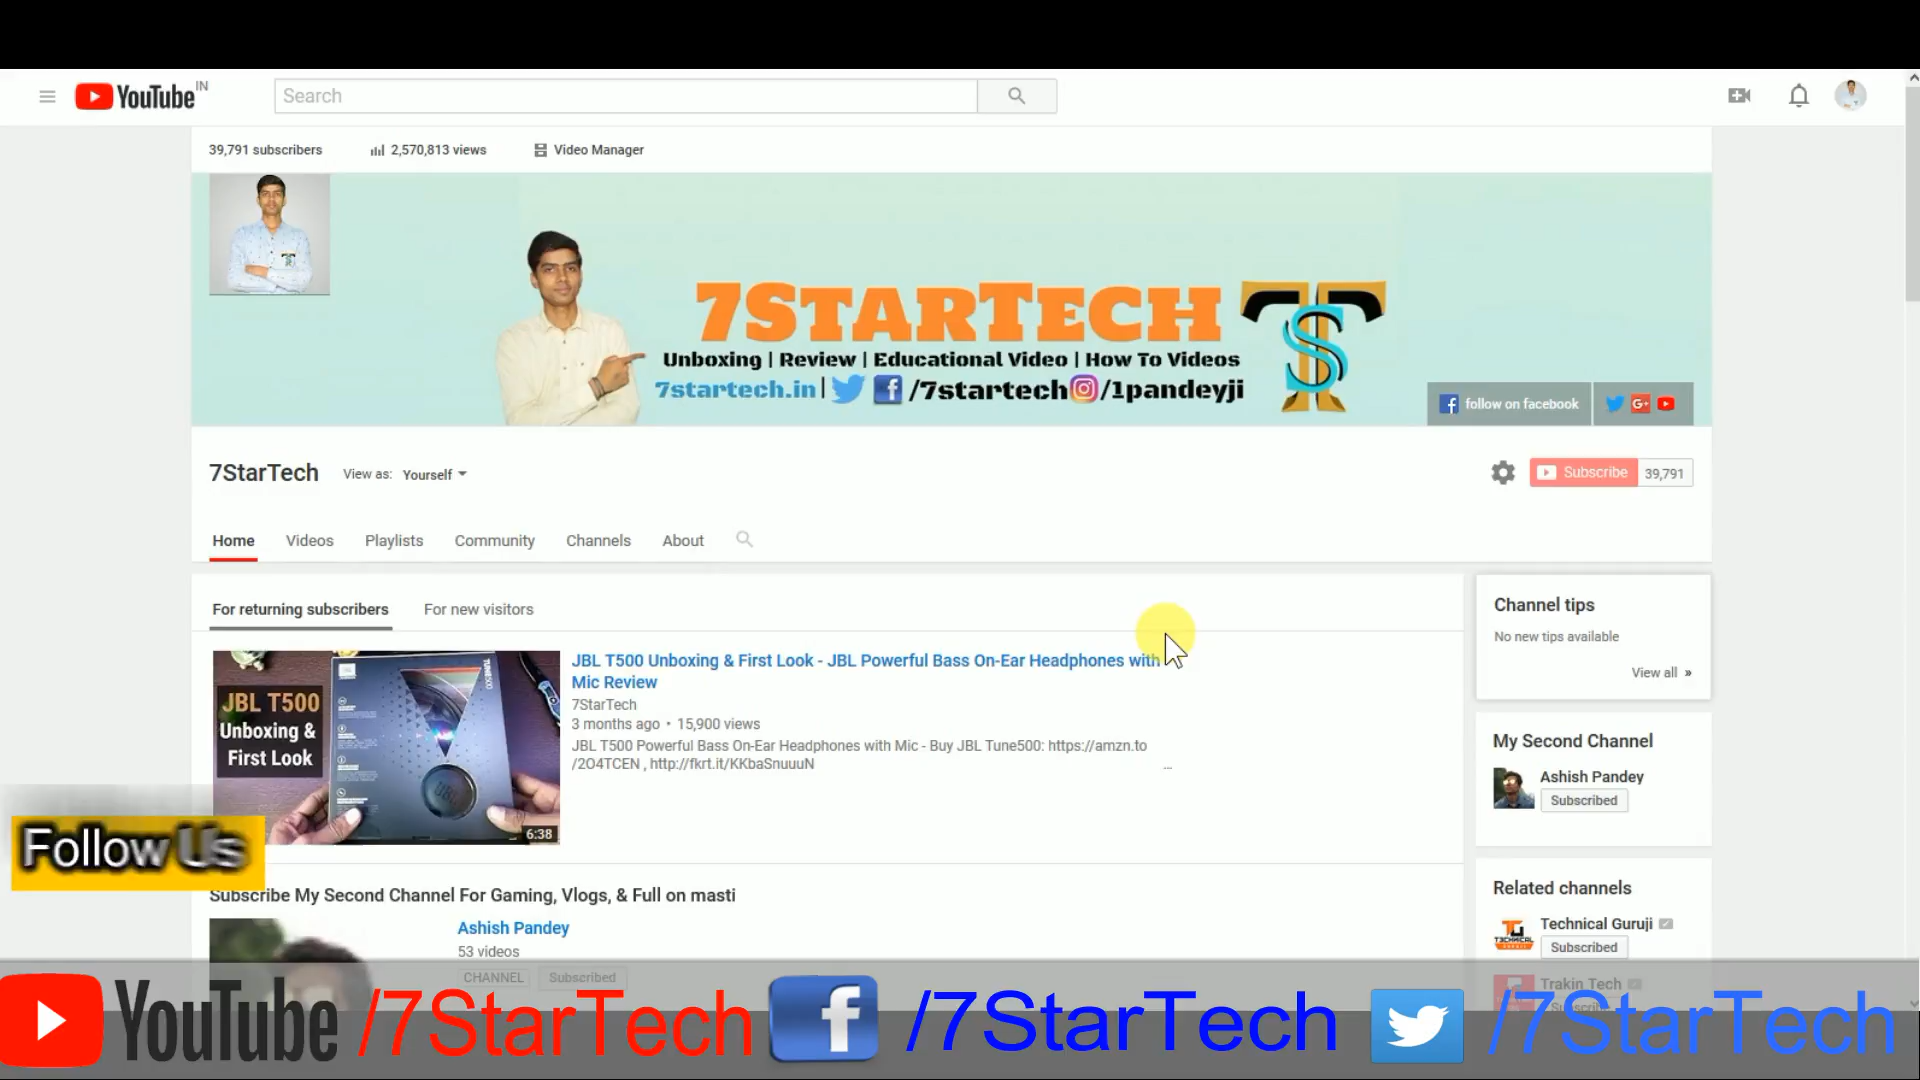 YouTube IN
Search
39,791 subscribers
2,570,813 views
Video Manager
7STARTECH
Unboxing | Review | Educational Video | How To Videos
7startech.in | /7startech /1pandeyji
follow on facebook
7StarTech
View as: Yourself
Subscribe 39,791
Home
Videos
Playlists
Community
Channels
About
For returning subscribers
For new visitors
JBL T500
Unboxing &
First Look
6:38
JBL T500 Unboxing & First Look - JBL Powerful Bass On-Ear Headphones with
Mic Review
7StarTech
3 months ago • 15,900 views
JBL T500 Powerful Bass On-Ear Headphones with Mic - Buy JBL Tune500: https://amzn.to
/2O4TCEN , http://fkrt.it/KKbaSnuuuN
...
Channel tips
No new tips available
View all »
My Second Channel
Ashish Pandey
Subscribed
Related channels
Technical Guruji
Subscribed
Trakin Tech
Follow Us
Subscribe My Second Channel For Gaming, Vlogs, & Full on masti
Ashish Pandey
53 videos
CHANNEL
Subscribed
YouTube /7StarTech
/7StarTech
/7StarTech